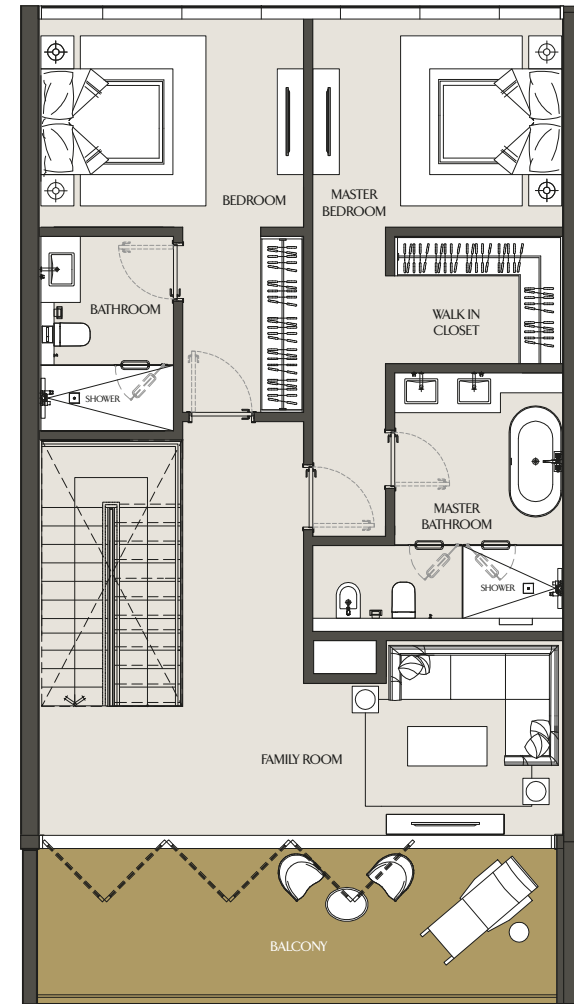 BEDROOM
MASTER
BEDROOM
BATHROOM
WALK IN
CLOSET
SHOWER
MASTER
BATHROOM
SHOWER
FAMILY ROOM
BALCONY